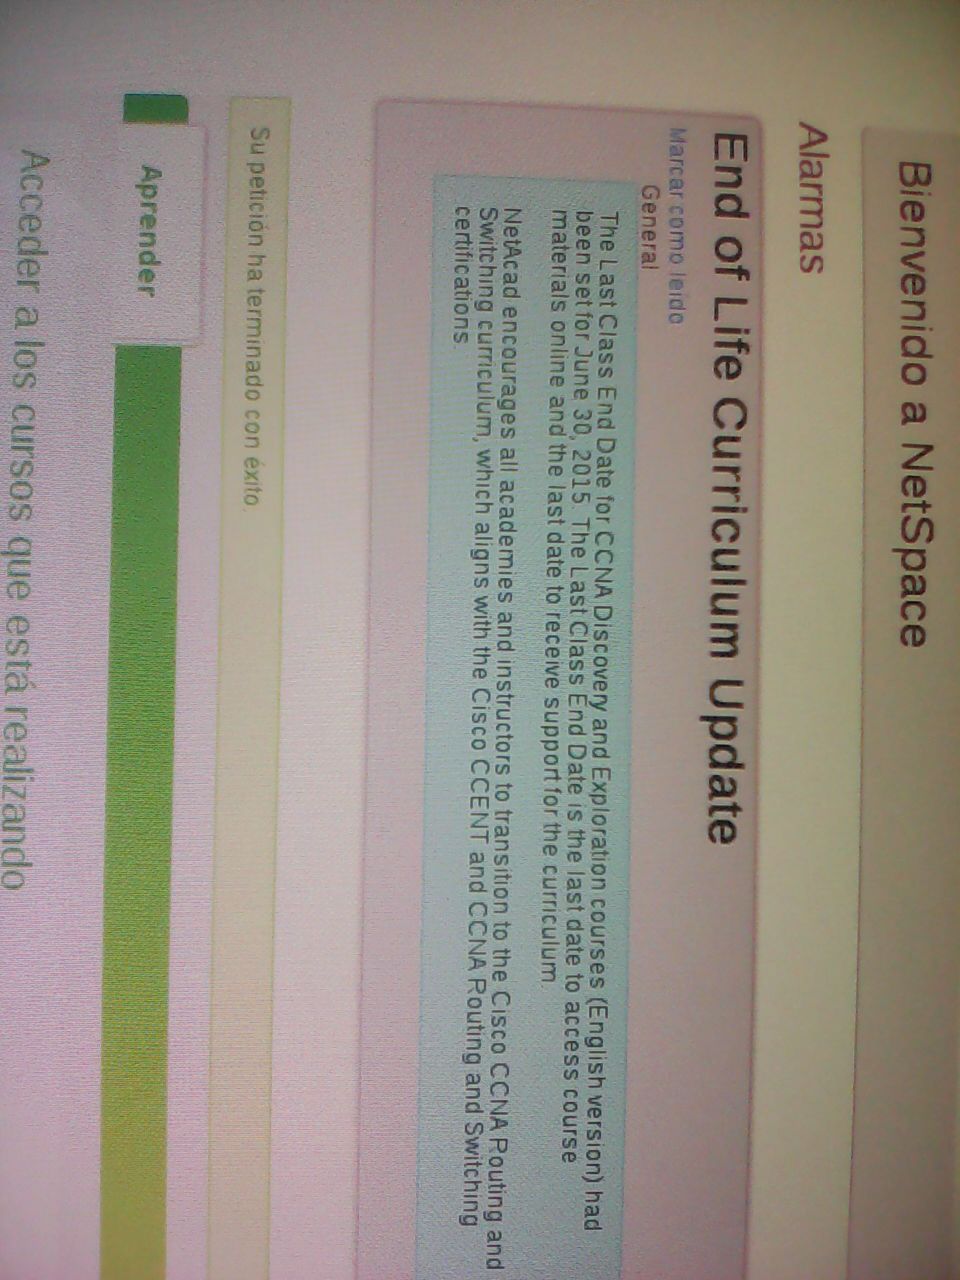 Bienvenido a NetSpace
Alarmas
End of Life Curriculum Update
Marcar como leido
General
The Last Class End Date for CCNA Discovery and Exploration courses (English version) had
been set for June 30, 2015. The Last Class End Date is the last date to access course
materials online and the last date to receive support for the curriculum.
NetAcad encourages all academies and instructors to transition to the Cisco CCNA Routing and
Switching curriculum, which aligns with the Cisco CCENT and CCNA Routing and Switching
certifications.
Su petición ha terminado con éxito.
Aprender
Acceder a los cursos que está realizando